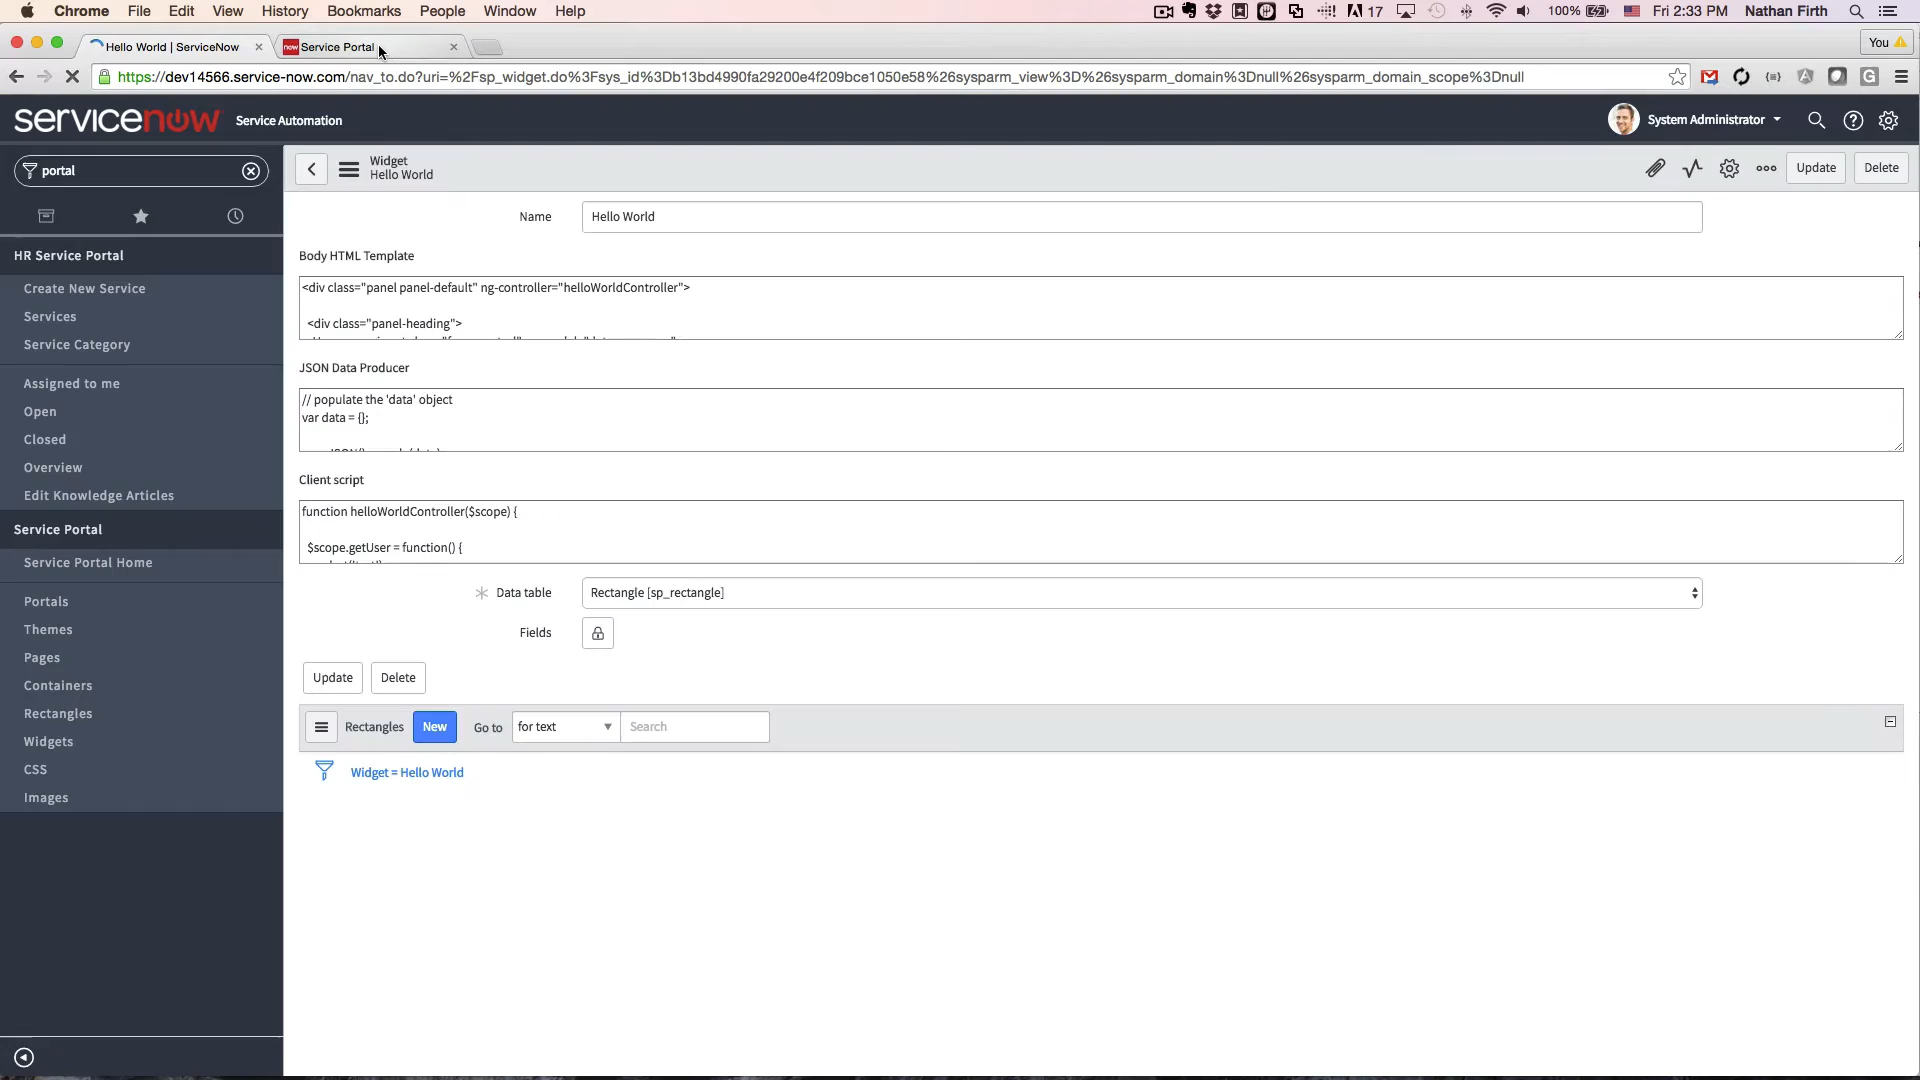 Chrome File Edit View History Bookmarks People Window Help
17 100% Fri 2:33 PM Nathan Firth
Hello World | ServiceNow
now Service Portal
You
https://dev14566.service-now.com/nav_to.do?uri=%2Fsp_widget.do%3Fsys_id%3Db13bd4990fa29200e4f209bce1050e58%26sysparm_view%3D%26sysparm_domain%3Dnull%26sysparm_domain_scope%3Dnull
servicenow Service Automation
System Administrator
portal
Widget
Hello World
Update Delete
HR Service Portal
Create New Service
Services
Service Category
Assigned to me
Open
Closed
Overview
Edit Knowledge Articles
Service Portal
Service Portal Home
Portals
Themes
Pages
Containers
Rectangles
Widgets
CSS
Images
Name Hello World
Body HTML Template
<div class="panel panel-default" ng-controller="helloWorldController">
<div class="panel-heading">
JSON Data Producer
// populate the 'data' object
var data = {};
Client script
function helloWorldController($scope) {
$scope.getUser = function() {
Data table Rectangle [sp_rectangle]
Fields
Update Delete
Rectangles New Go to for text Search
Widget = Hello World